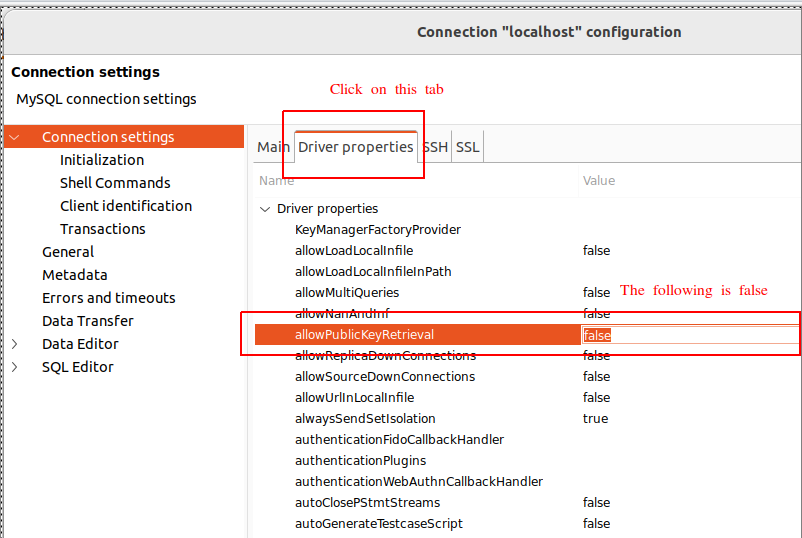 Connection "localhost" configuration
Connection settings
MySQL connection settings
Click on this tab
Connection settings
Initialization
Shell Commands
Client identification
Transactions
General
Metadata
Errors and timeouts
Data Transfer
Data Editor
SQL Editor
Main Driver properties SSH SSL
Name Value
Driver properties
KeyManagerFactoryProvider
allowLoadLocalInfile false
allowLoadLocalInfileInPath
allowMultiQueries false
The following is false
allowNanAndInf false
allowPublicKeyRetrieval false
allowReplicaDownConnections false
allowSourceDownConnections false
allowUrlInLocalInfile false
alwaysSendSetIsolation true
authenticationFidoCallbackHandler
authenticationPlugins
authenticationWebAuthnCallbackHandler
autoClosePStmtStreams false
autoGenerateTestcaseScript false